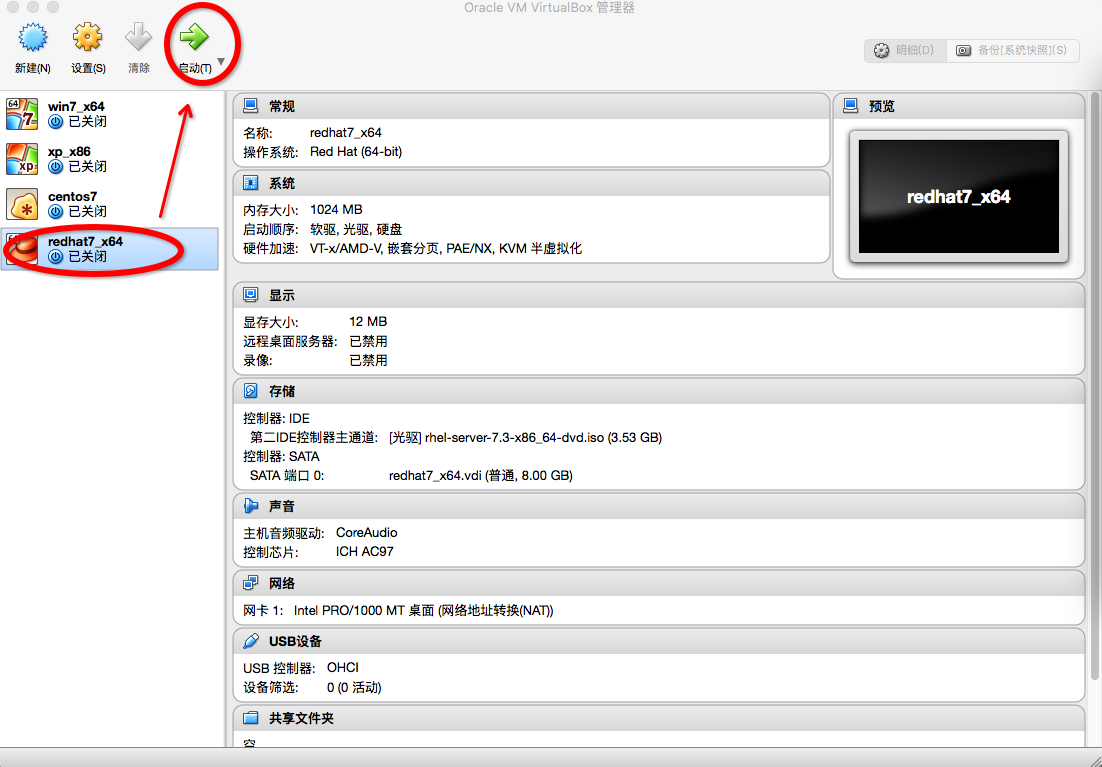 Oracle VM VirtualBox 管理器
新建(N)
设置(S)
清除
启动(T)
明细(D)
备份[系统快照](S)
64
7
win7_x64
已关闭
xp
xp_x86
已关闭
centos7
已关闭
redhat7_x64
已关闭
常规
名称: redhat7_x64
操作系统: Red Hat (64-bit)
系统
内存大小: 1024 MB
启动顺序: 软驱, 光驱, 硬盘
硬件加速: VT-x/AMD-V, 嵌套分页, PAE/NX, KVM 半虚拟化
预览
redhat7_x64
显示
显存大小: 12 MB
远程桌面服务器: 已禁用
录像: 已禁用
存储
控制器: IDE
第二IDE控制器主通道: [光驱] rhel-server-7.3-x86_64-dvd.iso (3.53 GB)
控制器: SATA
SATA 端口 0: redhat7_x64.vdi (普通, 8.00 GB)
声音
主机音频驱动: CoreAudio
控制芯片: ICH AC97
网络
网卡 1: Intel PRO/1000 MT 桌面 (网络地址转换(NAT))
USB设备
USB 控制器: OHCI
设备筛选: 0 (0 活动)
共享文件夹